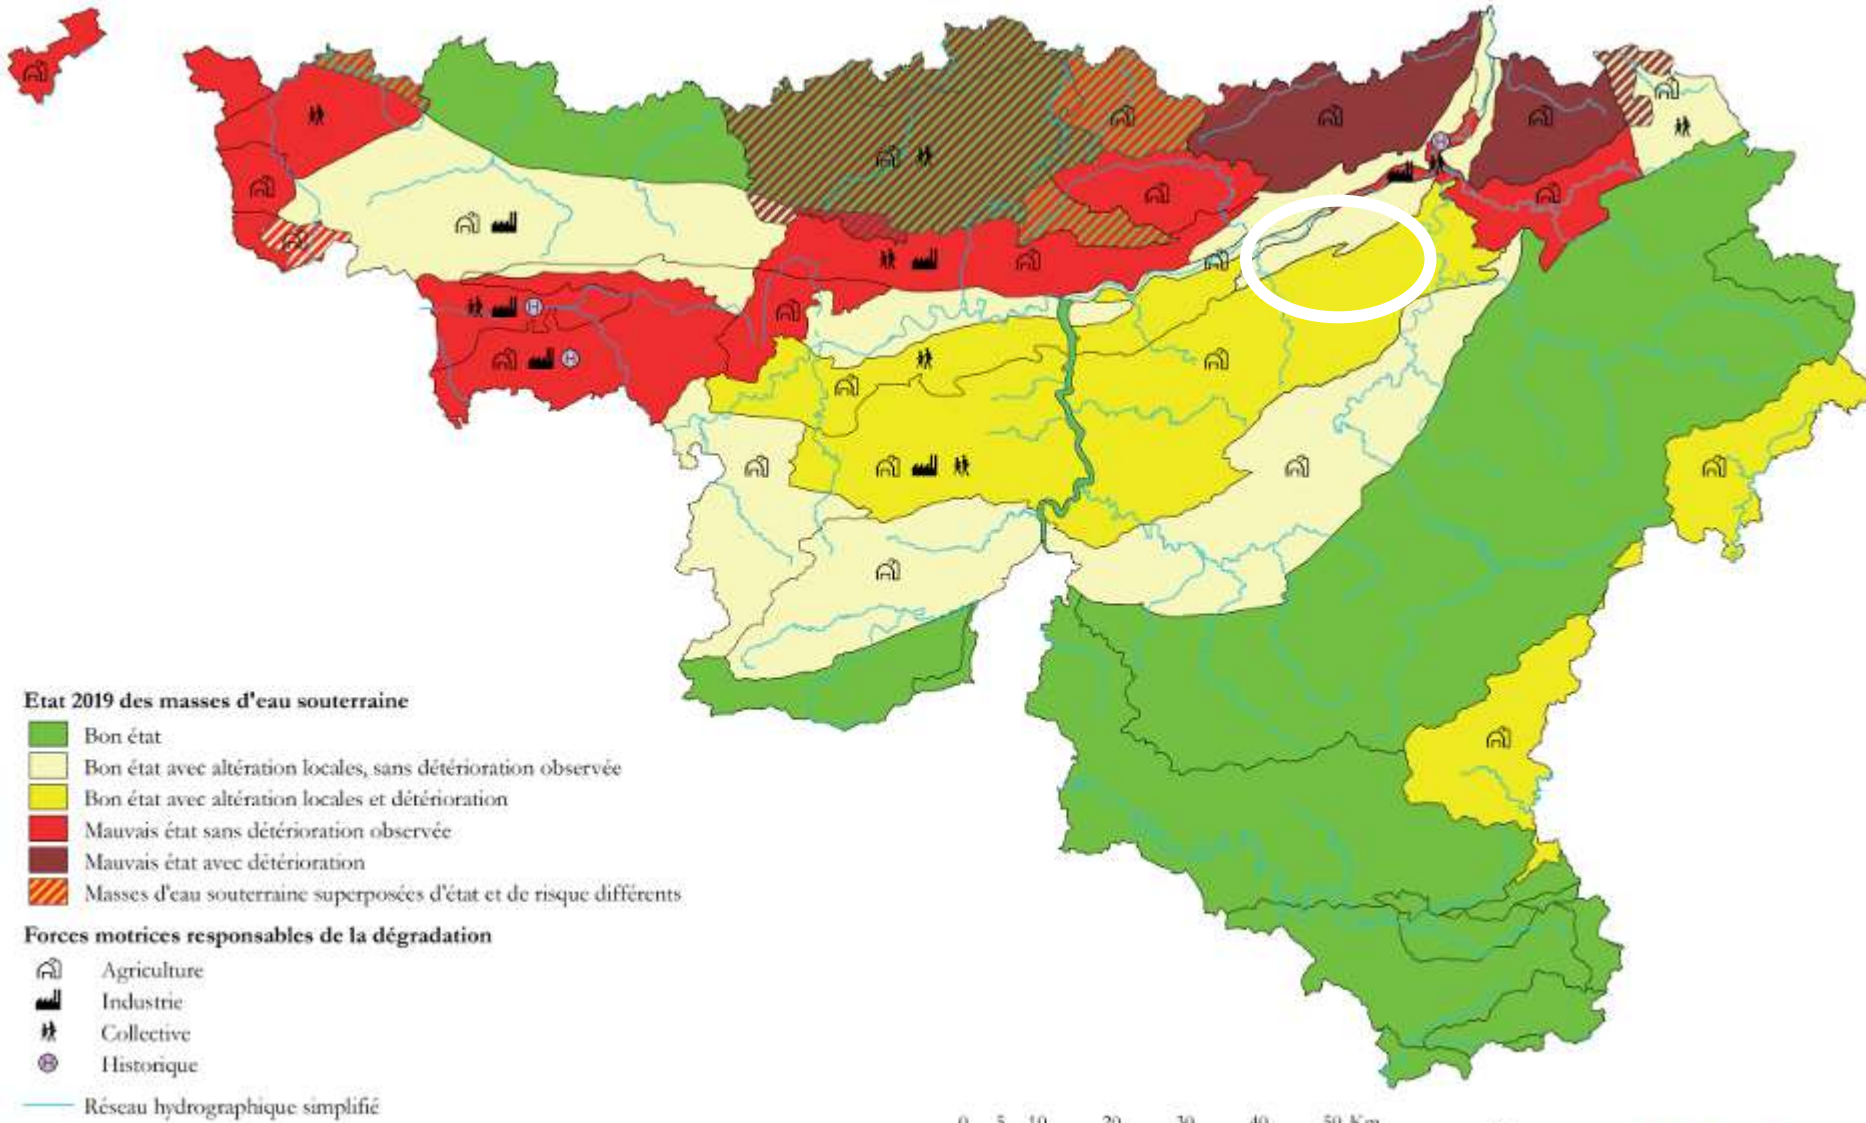 Etat 2019 des masses d'eau souterraine
Bon état
Bon état avec altération locales, sans détérioration observée
Bon état avec altération locales et détérioration
Mauvais état sans détérioration observée
Mauvais état avec détérioration
Masses d'eau souterraine superposées d'état et de risque différents
Forces motrices responsables de la dégradation
Agriculture
Industrie
Collective
H Historique
Réseau hydrographique simplifié
0 5 10 20 30 40 50 Km
H
H
H